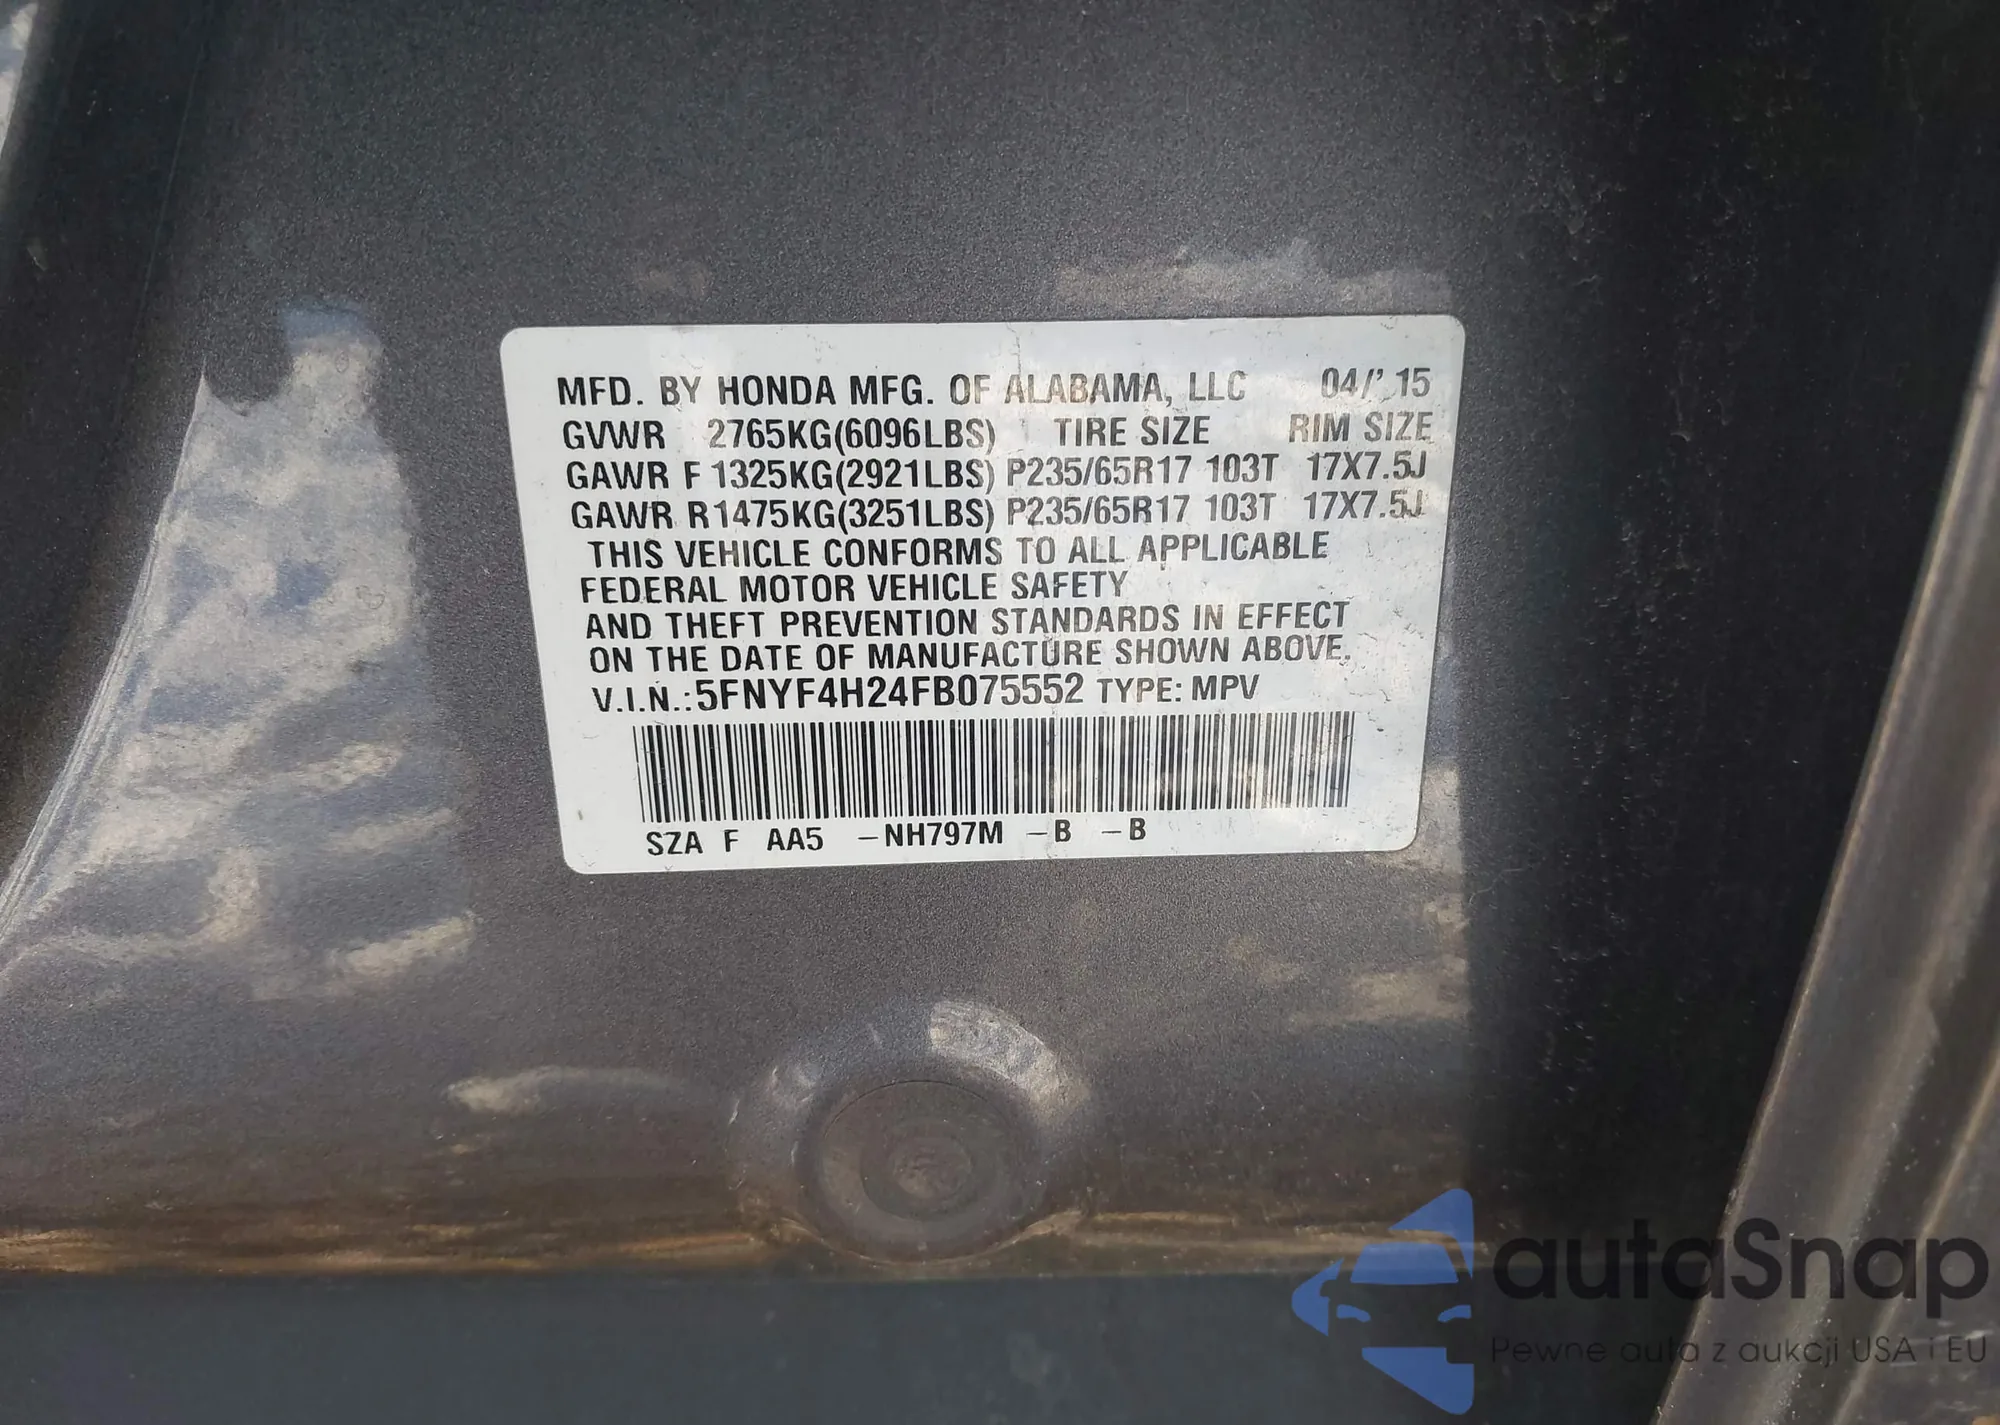 MFD. BY HONDA MFG. OF ALABAMA, LLC 04/'15
GVWR 2765KG(6096LBS) TIRE SIZE RIM SIZE
GAWR F 1325KG(2921LBS) P235/65R17 103T 17X7.5J
GAWR R1475KG(3251LBS) P235/65R17 103T 17X7.5J
THIS VEHICLE CONFORMS TO ALL APPLICABLE
FEDERAL MOTOR VEHICLE SAFETY
AND THEFT PREVENTION STANDARDS IN EFFECT
ON THE DATE OF MANUFACTURE SHOWN ABOVE.
V.I.N.:5FNYF4H24FB075552 TYPE: MPV
SZA F AA5 -NH797M -B -B
autaSnap
Pewne auta z aukcji USA i EU